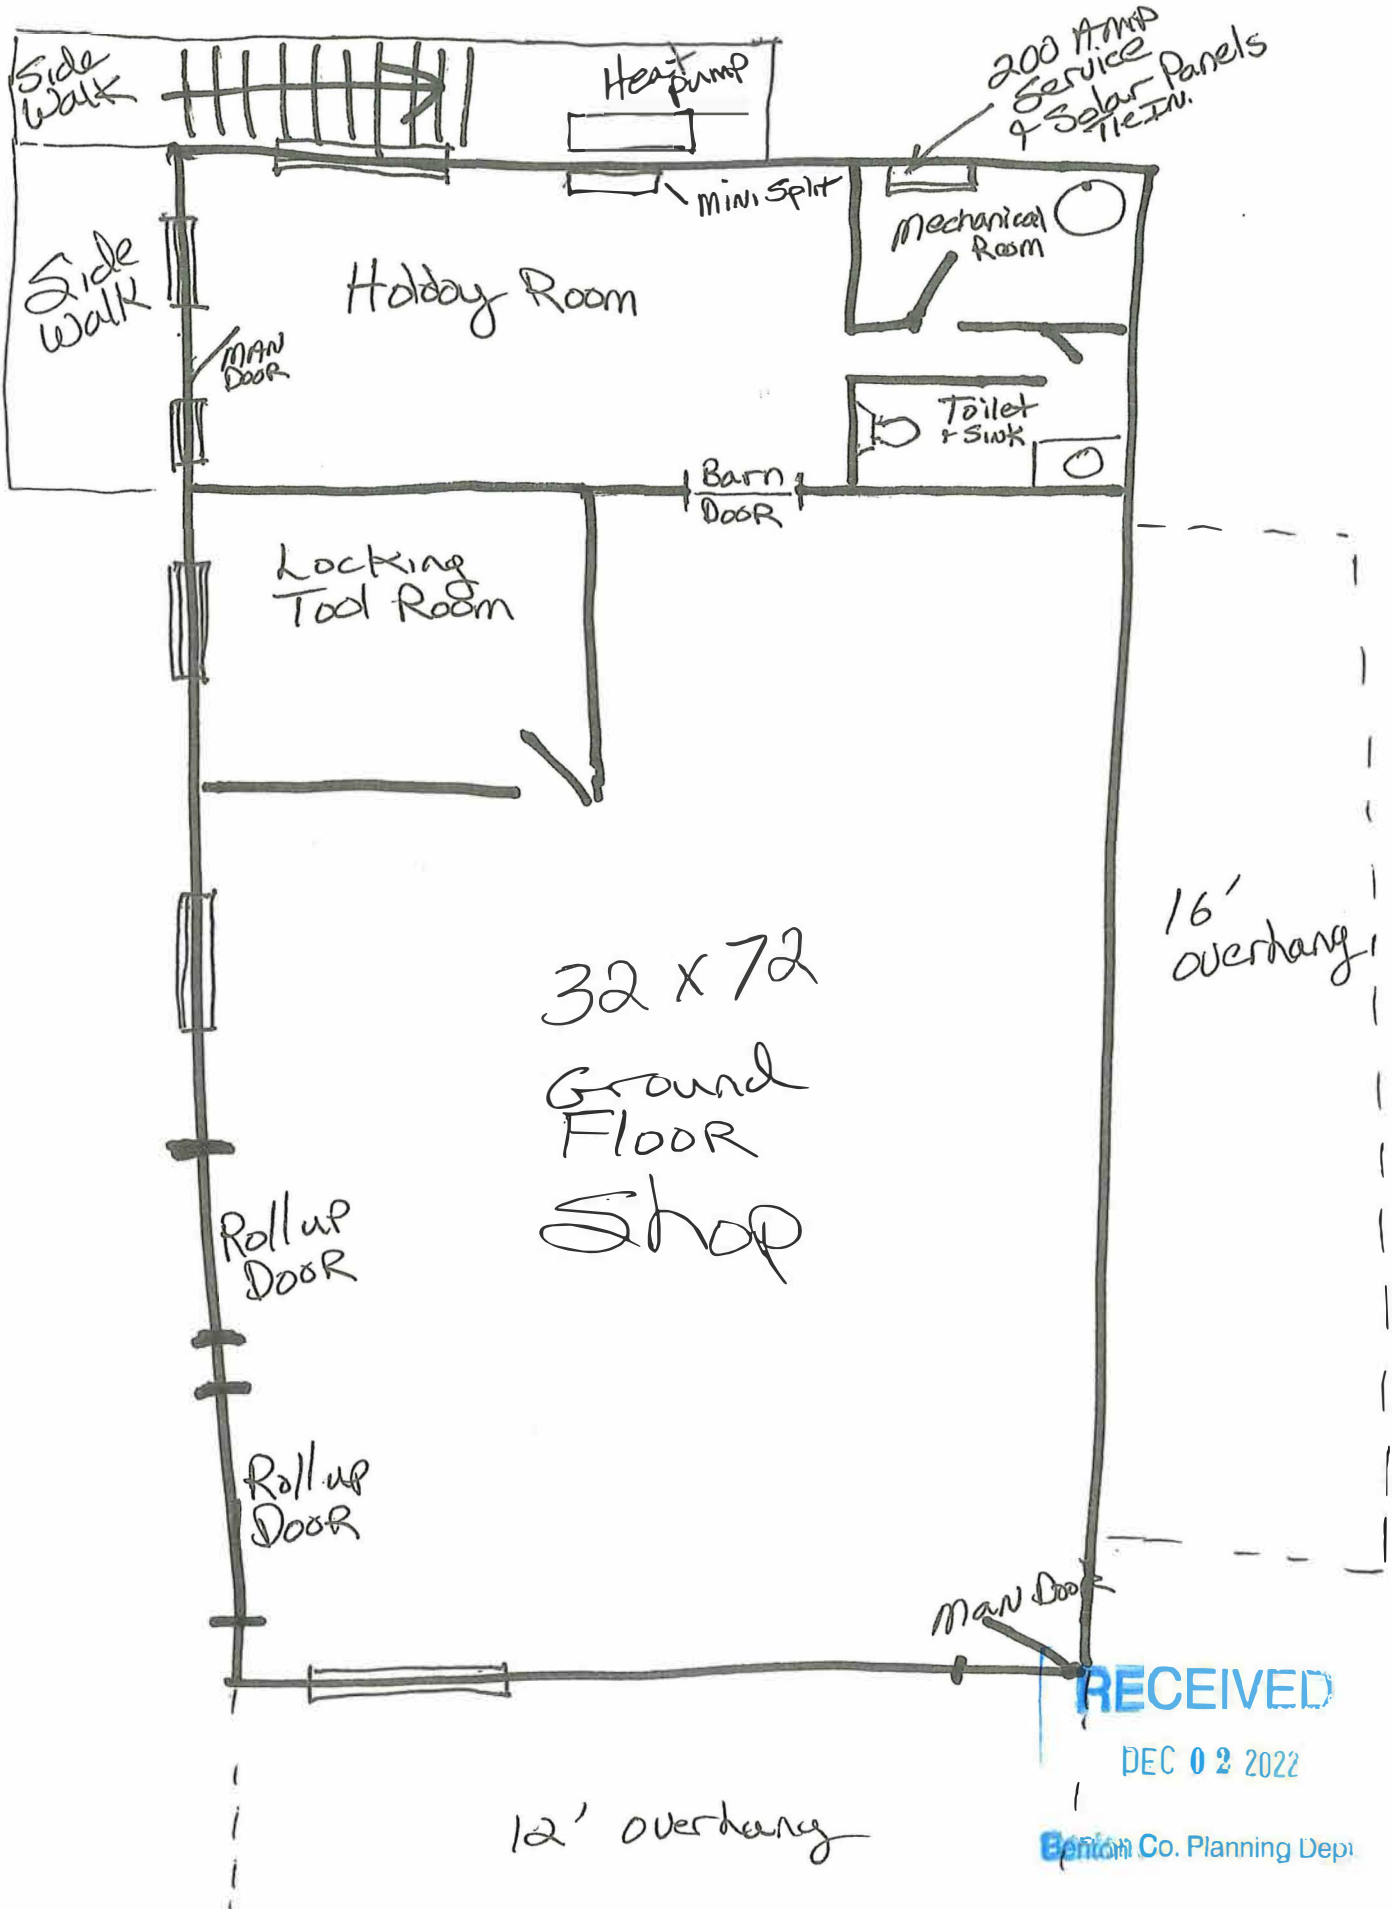 Side
Walk
Heat
pump
200 AMP
Service
& Solar Panels
Tie IN.
mini Split
Mechanical
Room
Side
Walk
Hobby Room
MAN
DOOR
Toilet
& SINK
Barn
DOOR
Locking
Tool Room
16'
overhang
32 x 72
Ground
FlooR
Shop
Roll up
DOOR
Roll up
DOOR
MAN Door
RECEIVED
DEC 02 2022
12' overhang
Benton Co. Planning Dept